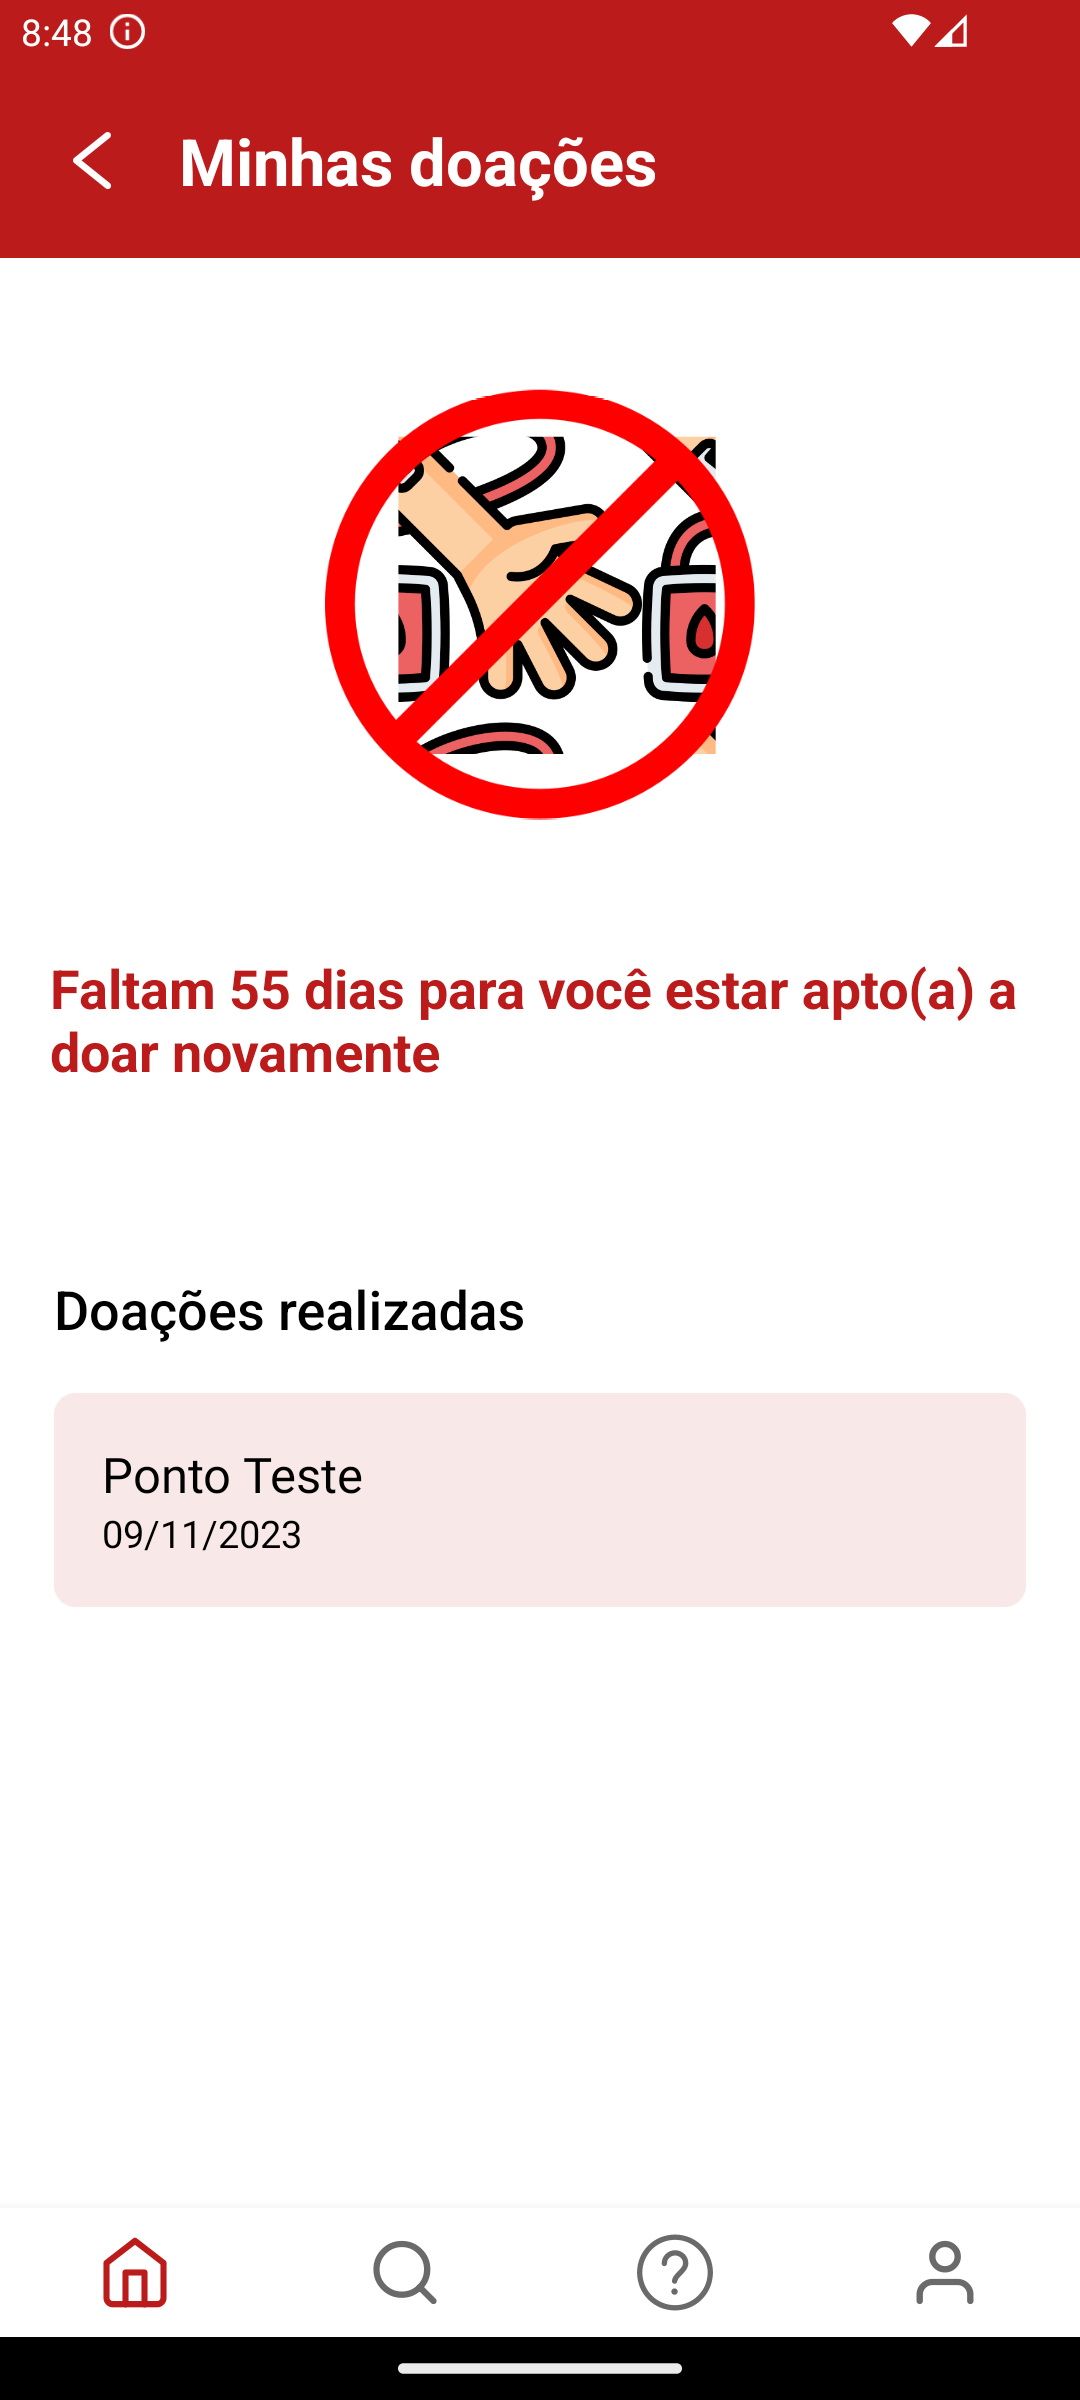 8:48
Minhas doações
Faltam 55 dias para você estar apto(a) a
doar novamente
Doações realizadas
Ponto Teste
09/11/2023